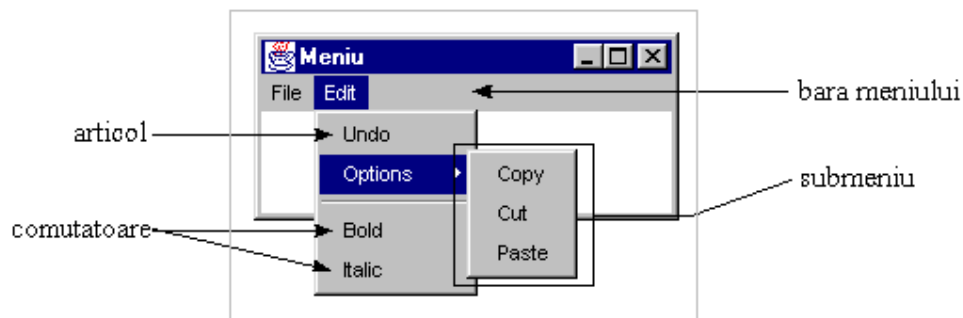 Meniu
File Edit
bara meniului
articol
Undo
Options
Copy
submeniu
Cut
comutatoare
Bold
Paste
Italic